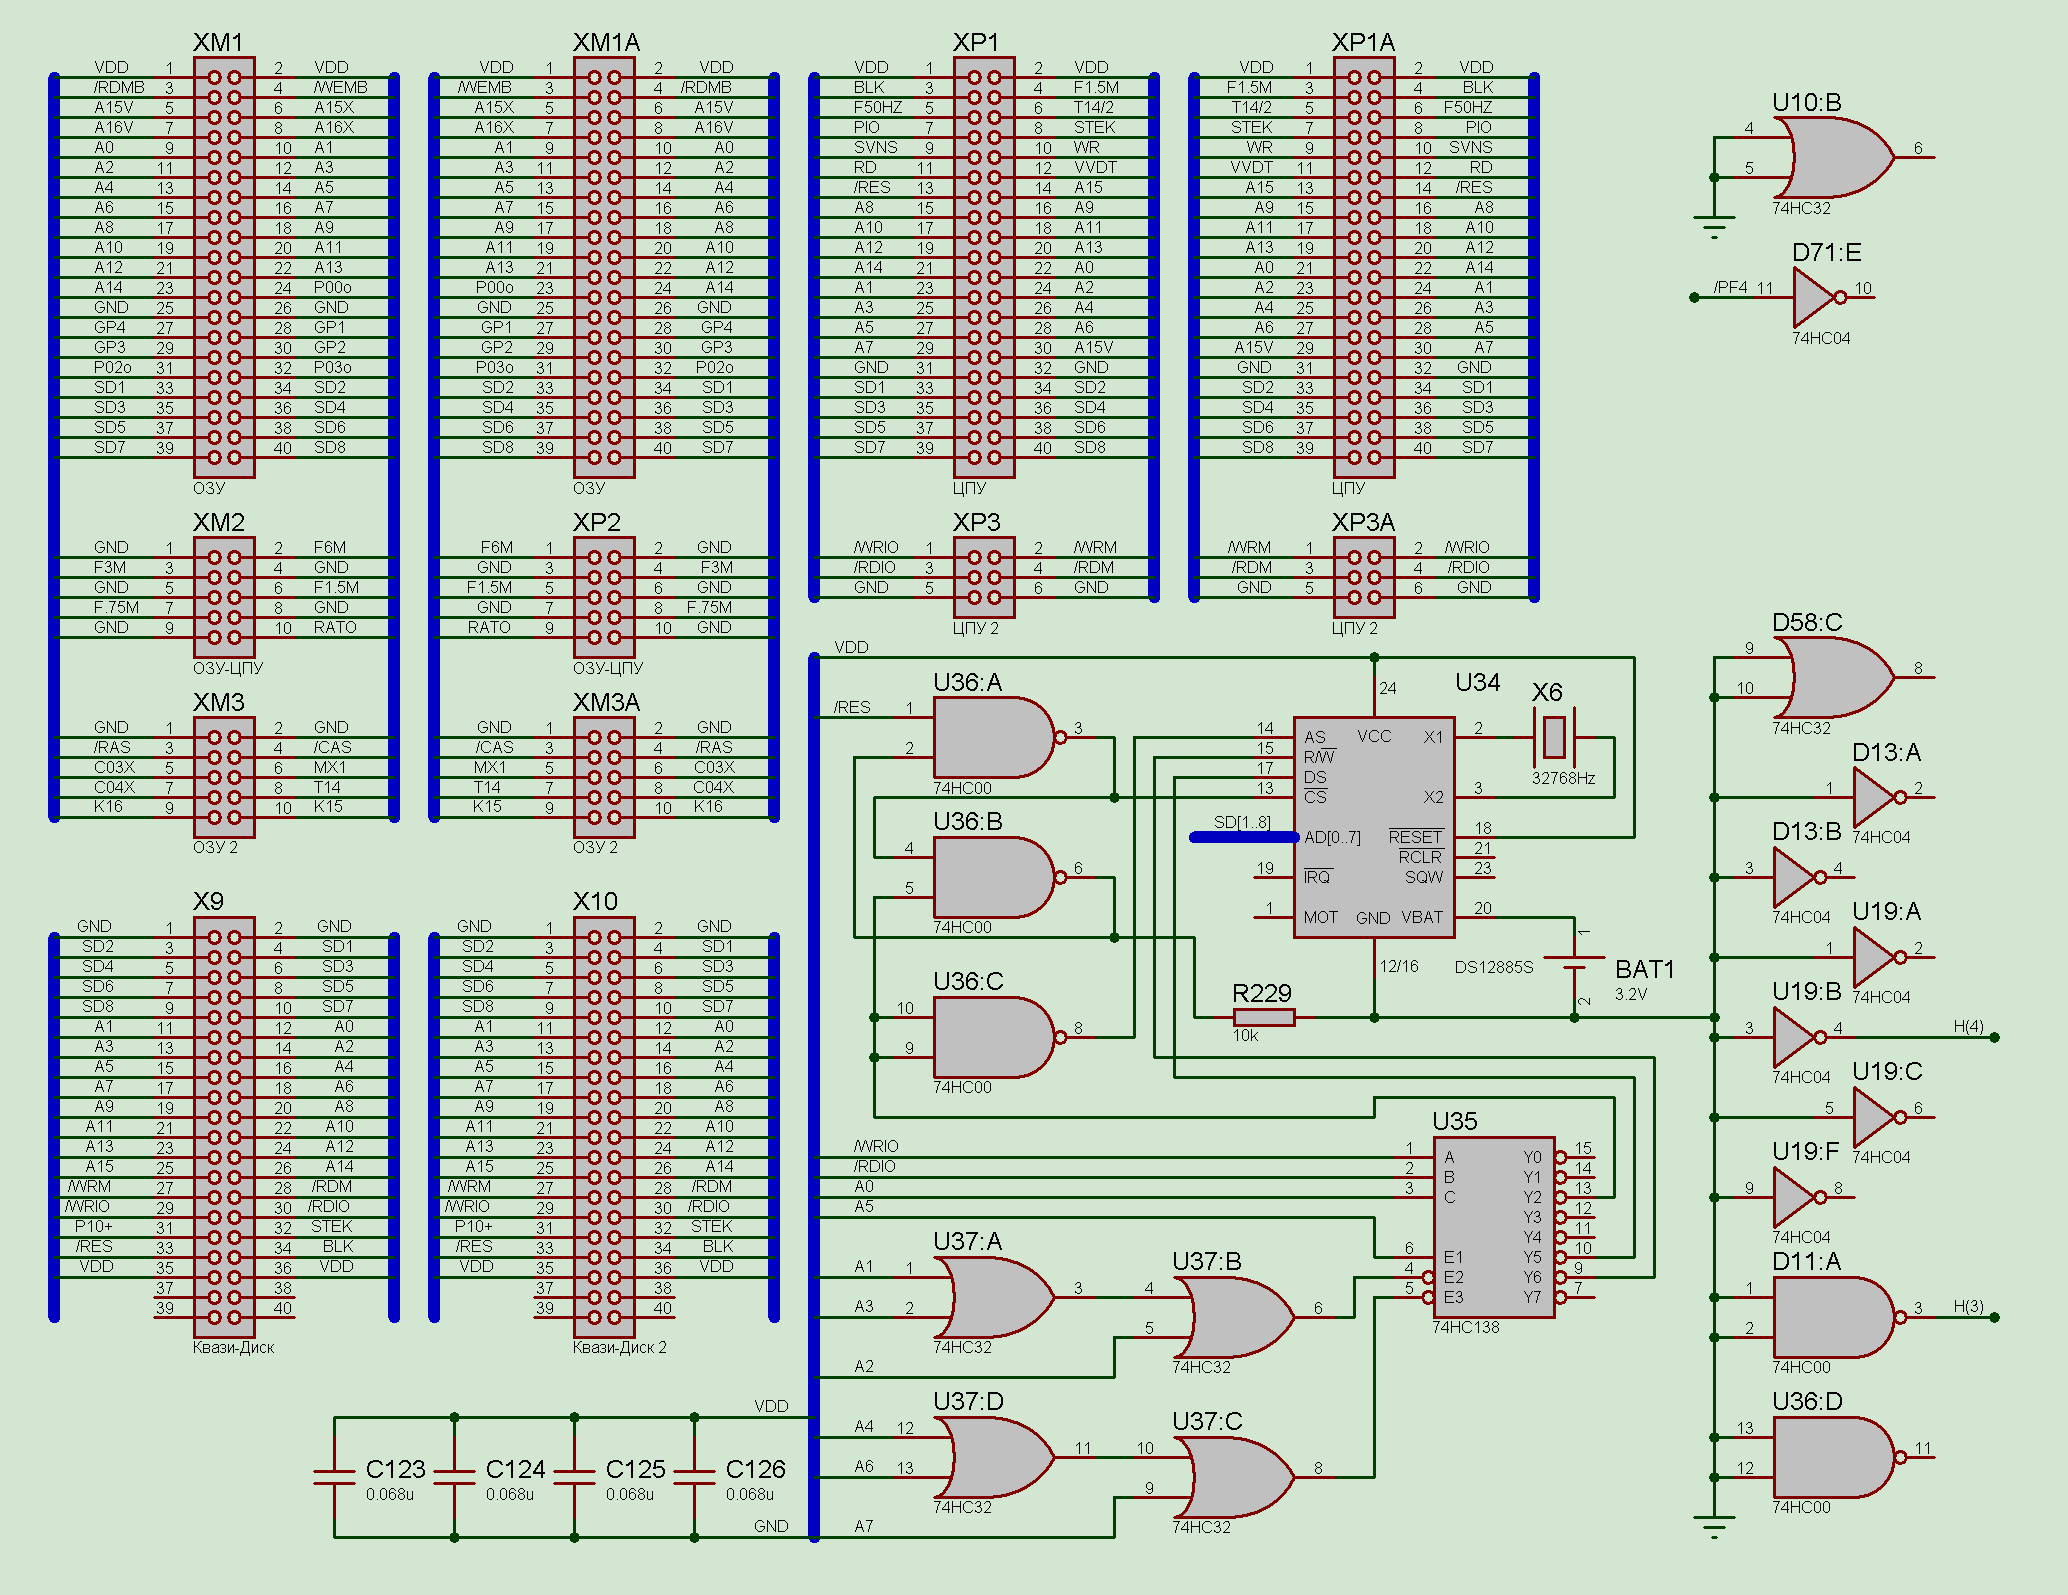 XM1
VDD 1 2 VDD
/RDMB 3 4 /WEMB
A15V 5 6 A15X
A16V 7 8 A16X
A0 9 10 A1
A2 11 12 A3
A4 13 14 A5
A6 15 16 A7
A8 17 18 A9
A10 19 20 A11
A12 21 22 A13
A14 23 24 P00o
GND 25 26 GND
GP4 27 28 GP1
GP3 29 30 GP2
P02o 31 32 P03o
SD1 33 34 SD2
SD3 35 36 SD4
SD5 37 38 SD6
SD7 39 40 SD8
ОЗУ
XM1A
VDD 1 2 VDD
/WEMB 3 4 /RDMB
A15X 5 6 A15V
A16X 7 8 A16V
A1 9 10 A0
A3 11 12 A2
A5 13 14 A4
A7 15 16 A6
A9 17 18 A8
A11 19 20 A10
A13 21 22 A12
P00o 23 24 A14
GND 25 26 GND
GP1 27 28 GP4
GP2 29 30 GP3
P03o 31 32 P02o
SD2 33 34 SD1
SD4 35 36 SD3
SD6 37 38 SD5
SD8 39 40 SD7
ОЗУ
XP1
VDD 1 2 VDD
BLK 3 4 F1.5M
F50HZ 5 6 T14/2
PIO 7 8 STEK
SVNS 9 10 WR
RD 11 12 VVDT
/RES 13 14 A15
A8 15 16 A9
A10 17 18 A11
A12 19 20 A13
A14 21 22 A0
A1 23 24 A2
A3 25 26 A4
A5 27 28 A6
A7 29 30 A15V
GND 31 32 GND
SD1 33 34 SD2
SD3 35 36 SD4
SD5 37 38 SD6
SD7 39 40 SD8
ЦПУ
XP1A
VDD 1 2 VDD
F1.5M 3 4 BLK
T14/2 5 6 F50HZ
STEK 7 8 PIO
WR 9 10 SVNS
VVDT 11 12 RD
A15 13 14 /RES
A9 15 16 A8
A11 17 18 A10
A13 19 20 A12
A0 21 22 A14
A2 23 24 A1
A4 25 26 A3
A6 27 28 A5
A15V 29 30 A7
GND 31 32 GND
SD2 33 34 SD1
SD4 35 36 SD3
SD6 37 38 SD5
SD8 39 40 SD7
ЦПУ
U10:B
4
5
6
74HC32
D71:E
/PF4 11 10
74HC04
XM2
GND 1 2 F6M
F3M 3 4 GND
GND 5 6 F1.5M
F.75M 7 8 GND
GND 9 10 RATO
ОЗУ-ЦПУ
XP2
F6M 1 2 GND
GND 3 4 F3M
F1.5M 5 6 GND
GND 7 8 F.75M
RATO 9 10 GND
ОЗУ-ЦПУ
XP3
/WRIO 1 2 /WRM
/RDIO 3 4 /RDM
GND 5 6 GND
ЦПУ 2
XP3A
/WRM 1 2 /WRIO
/RDM 3 4 /RDIO
GND 5 6 GND
ЦПУ 2
XM3
GND 1 2 GND
/RAS 3 4 /CAS
C03X 5 6 MX1
C04X 7 8 T14
K16 9 10 K15
ОЗУ 2
XM3A
GND 1 2 GND
/CAS 3 4 /RAS
MX1 5 6 C03X
T14 7 8 C04X
K15 9 10 K16
ОЗУ 2
X9
GND 1 2 GND
SD2 3 4 SD1
SD4 5 6 SD3
SD6 7 8 SD5
SD8 9 10 SD7
A1 11 12 A0
A3 13 14 A2
A5 15 16 A4
A7 17 18 A6
A9 19 20 A8
A11 21 22 A10
A13 23 24 A12
A15 25 26 A14
/WRM 27 28 /RDM
/WRIO 29 30 /RDIO
P10+ 31 32 STEK
/RES 33 34 BLK
VDD 35 36 VDD
37 38
39 40
Квази-Диск
X10
GND 1 2 GND
SD2 3 4 SD1
SD4 5 6 SD3
SD6 7 8 SD5
SD8 9 10 SD7
A1 11 12 A0
A3 13 14 A2
A5 15 16 A4
A7 17 18 A6
A9 19 20 A8
A11 21 22 A10
A13 23 24 A12
A15 25 26 A14
/WRM 27 28 /RDM
/WRIO 29 30 /RDIO
P10+ 31 32 STEK
/RES 33 34 BLK
VDD 35 36 VDD
37 38
39 40
Квази-Диск 2
VDD
U36:A
/RES 1
2
3
74HC00
U36:B
4
5
6
74HC00
U36:C
10
9
8
74HC00
U34
24
14 AS VCC X1 2
15 R/W
17 DS
13 CS X2 3
SD[1..8] AD[0..7] RESET 18
RCLR 21
19 IRQ SQW 23
1 MOT GND VBAT 20
12/16
DS12885S
X6
32768Hz
1
BAT1
3.2V
2
R229
10k
U35
/WRIO 1 A Y0 15
/RDIO 2 B Y1 14
A0 3 C Y2 13
A5
Y3 12
Y4 11
6 E1 Y5 10
4 E2 Y6 9
5 E3 Y7 7
74HC138
U37:A
A1 1
A3 2
3
74HC32
U37:B
4
5
6
74HC32
A2
U37:D
A4 12
A6 13
11
74HC32
U37:C
10
9
8
74HC32
A7
VDD
C123
0.068u
C124
0.068u
C125
0.068u
C126
0.068u
GND
D58:C
9
10
8
74HC32
D13:A
1 2
74HC04
D13:B
3 4
74HC04
U19:A
1 2
74HC04
U19:B
3 4 H(4)
74HC04
U19:C
5 6
74HC04
U19:F
9 8
74HC04
D11:A
1
2
3 H(3)
74HC00
U36:D
13
12
11
74HC00